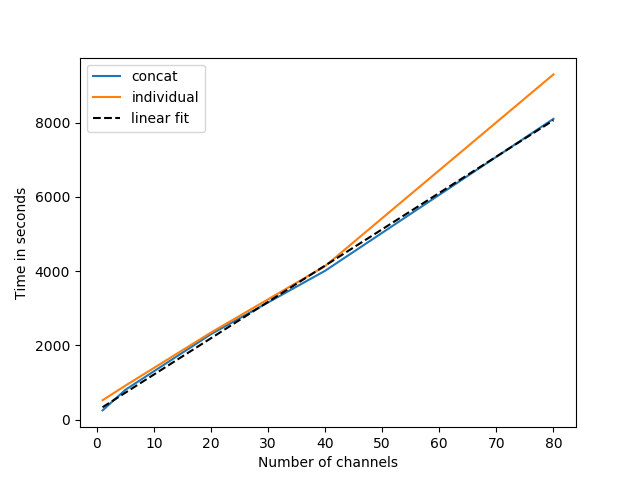 concat
individual
linear fit
8000
6000
4000
2000
0
Time in seconds
0 10 20 30 40 50 60 70 80
Number of channels